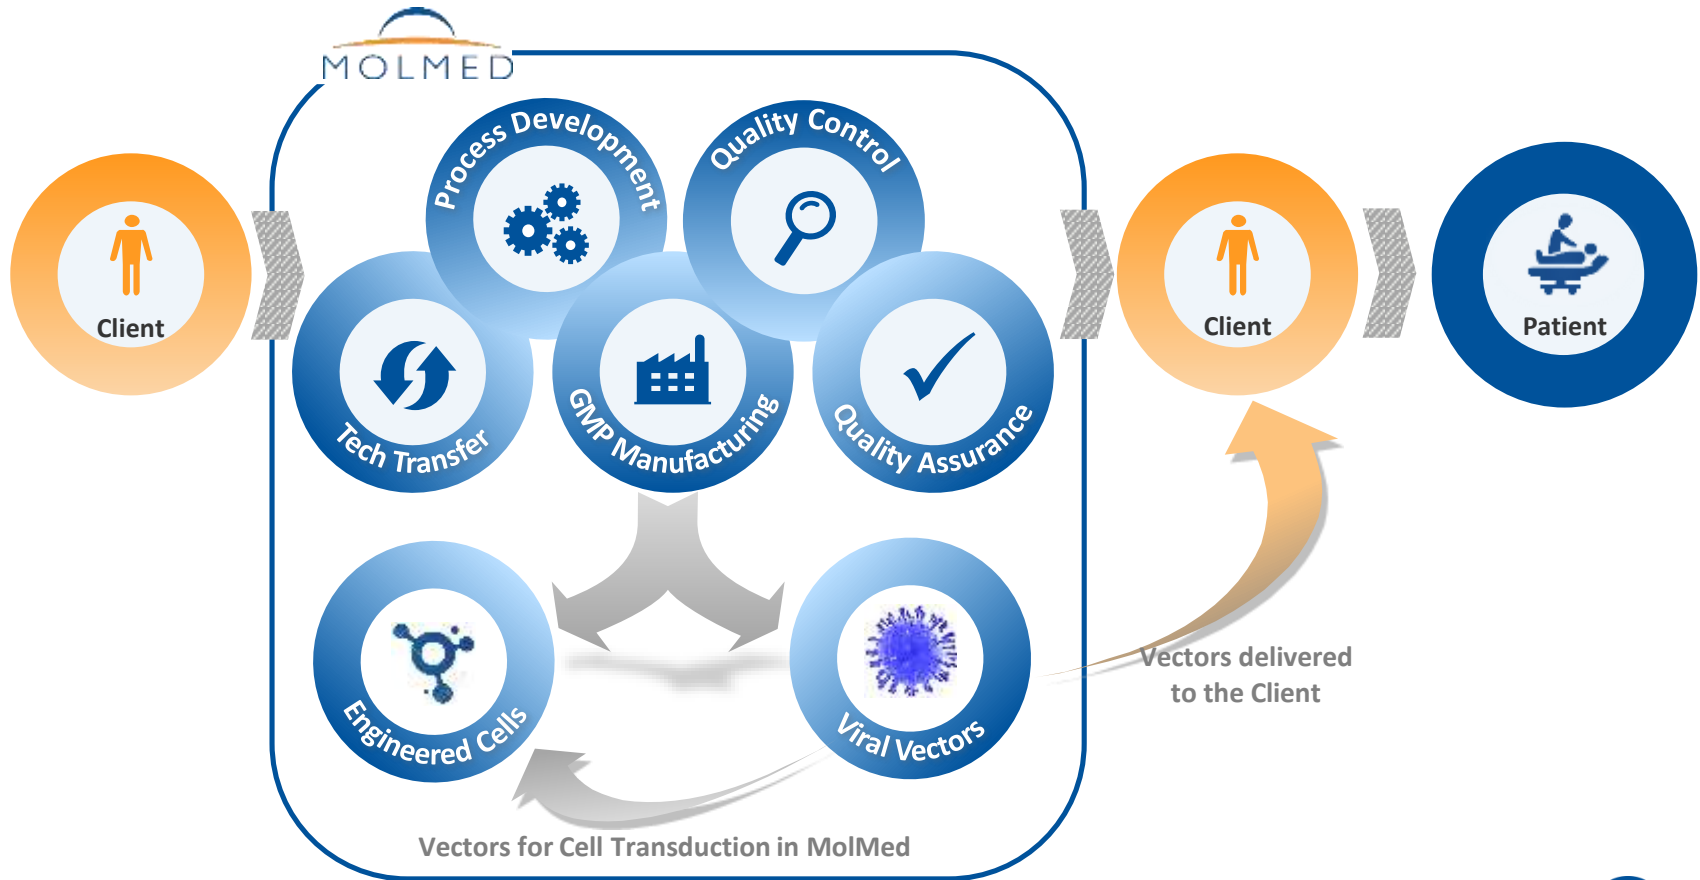 MOLMED
Process Development
Quality Control
Client
Client
Patient
Tech Transfer
GMP Manufacturing
Quality Assurance
Engineered Cells
Viral Vectors
Vectors delivered
to the Client
Vectors for Cell Transduction in MolMed